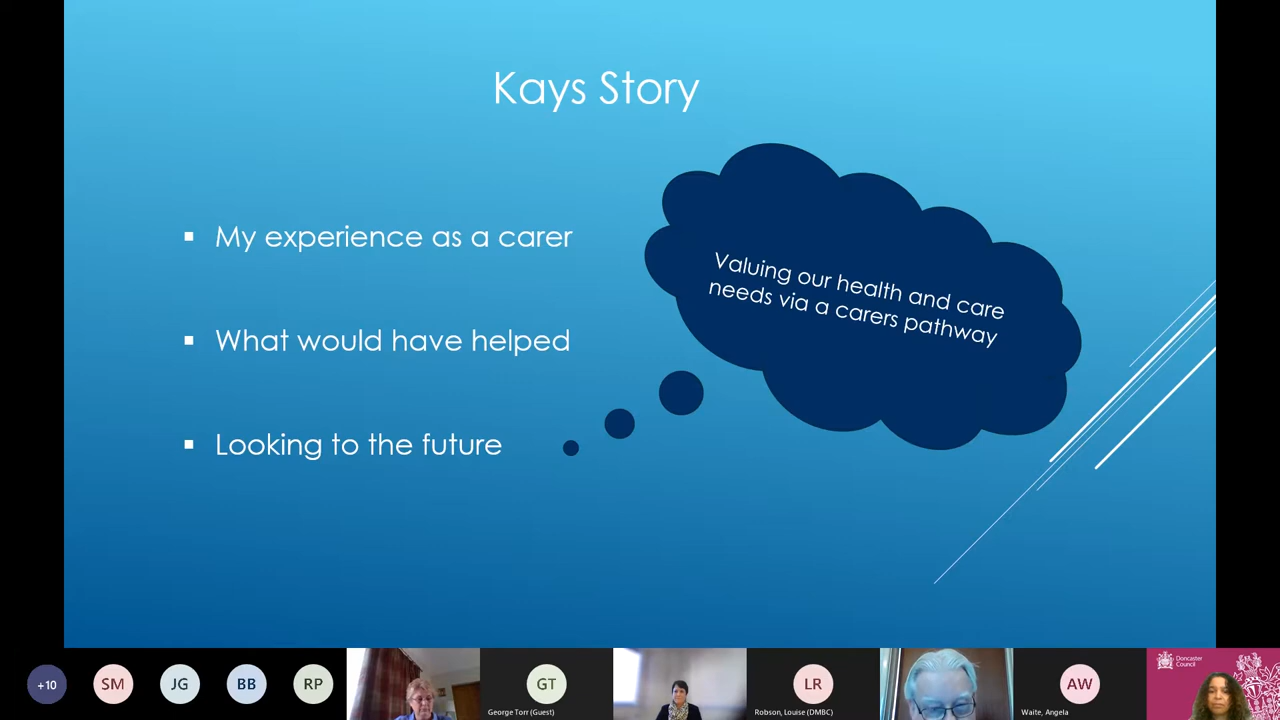 Kays Story
My experience as a carer
What would have helped
Looking to the future
Valuing our health and care
needs via a carers pathway
+10
SM
JG
BB
RP
GT
George Torr (Guest)
LR
Robson, Louise (DMBC)
AW
Waite, Angela
Doncaster
Council